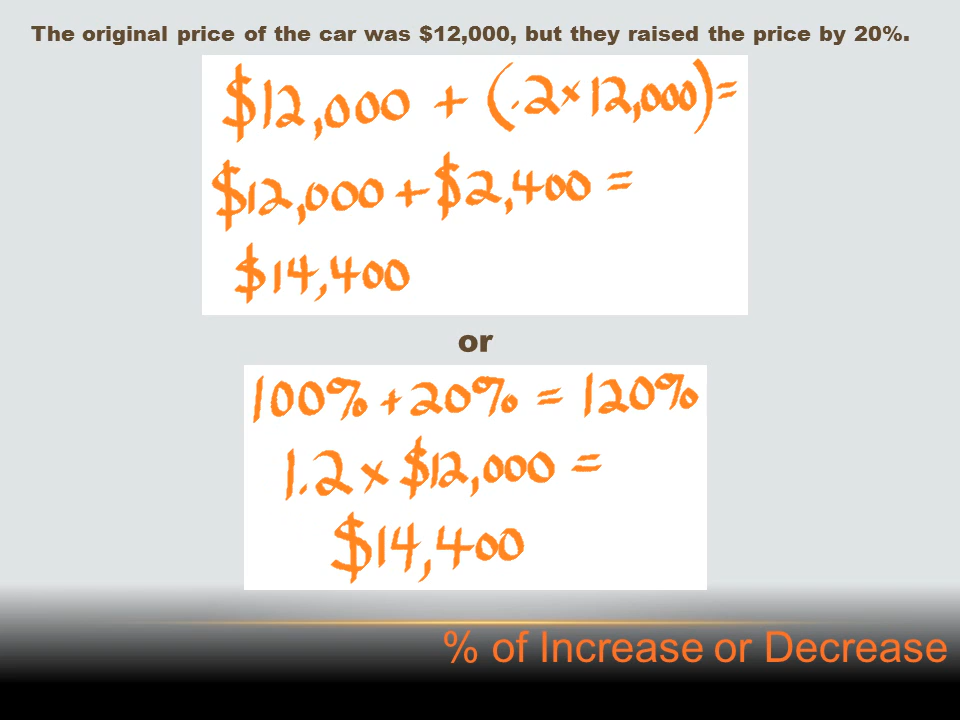 The original price of the car was $12,000, but they raised the price by 20%.
$12,000 + (.2×12,000)=
$12,000+$2,400 =
$14,400
or
100% + 20% = 120%
1.2 × $12,000 =
$14,400
% of Increase or Decrease